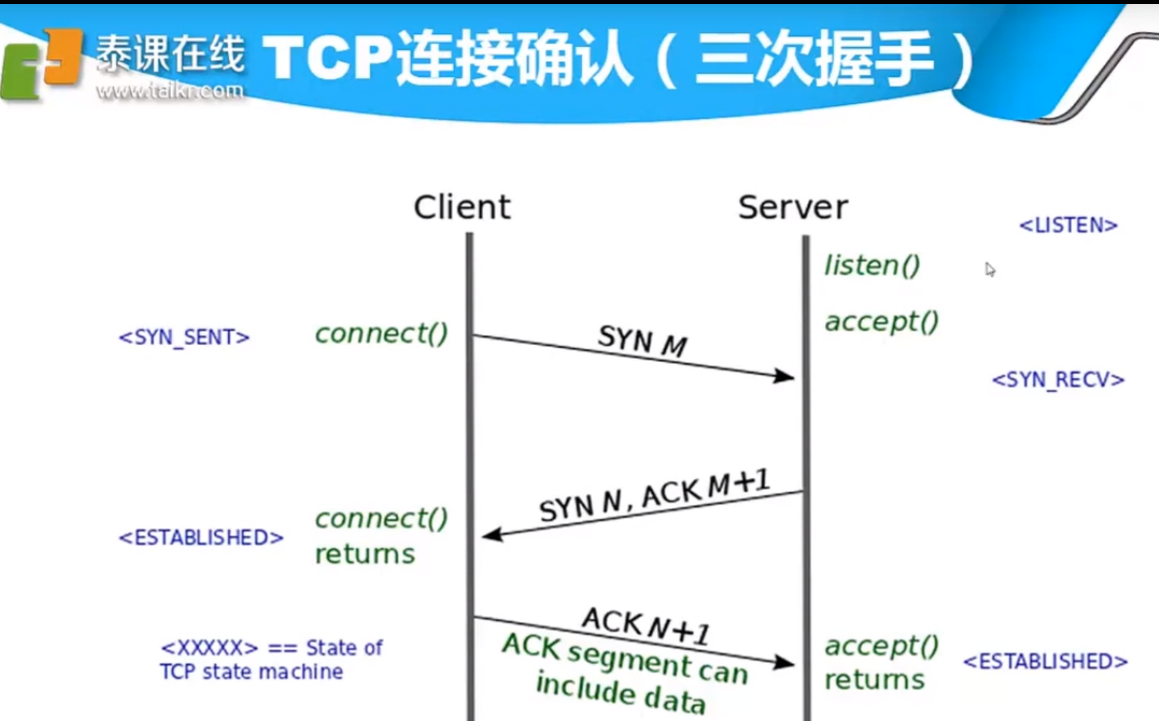 泰课在线
www.taikr.com
TCP连接确认（三次握手）
Client
Server
<LISTEN>
listen()
accept()
<SYN_SENT>
connect()
SYN M
<SYN_RECV>
SYN N, ACK M+1
connect()
returns
<ESTABLISHED>
ACK N+1
ACK segment can
include data
<XXXXX> == State of
TCP state machine
accept()
returns
<ESTABLISHED>